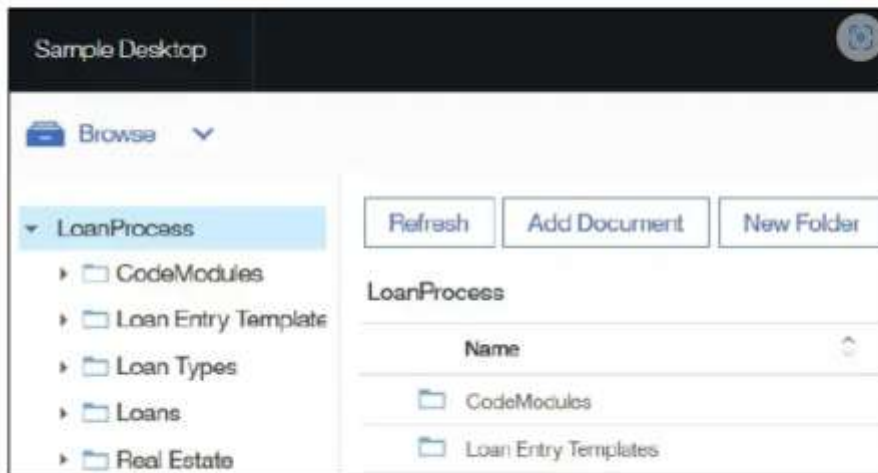 Sample Desktop
Browse
LoanProcess
CodeModules
Loan Entry Template
Loan Types
Loans
Real Estate
Refresh Add Document New Folder
LoanProcess
Name
CodeModules
Loan Entry Templates